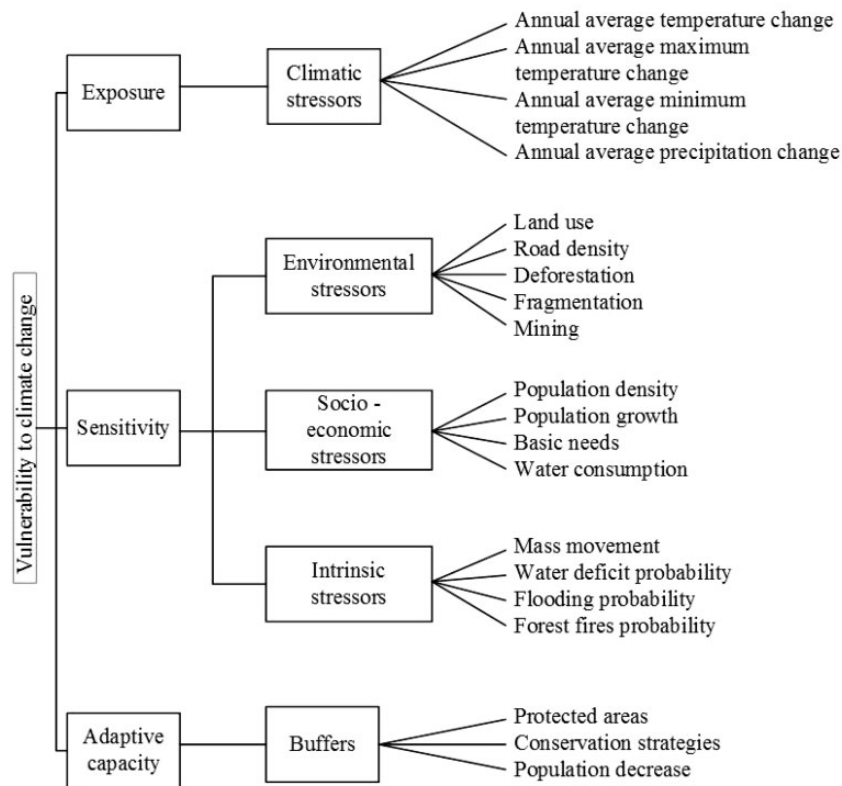 Vulnerability to climate change
Exposure
Climatic
stressors
Annual average temperature change
Annual average maximum
temperature change
Annual average minimum
temperature change
Annual average precipitation change
Sensitivity
Environmental
stressors
Land use
Road density
Deforestation
Fragmentation
Mining
Socio -
economic
stressors
Population density
Population growth
Basic needs
Water consumption
Intrinsic
stressors
Mass movement
Water deficit probability
Flooding probability
Forest fires probability
Adaptive
capacity
Buffers
Protected areas
Conservation strategies
Population decrease